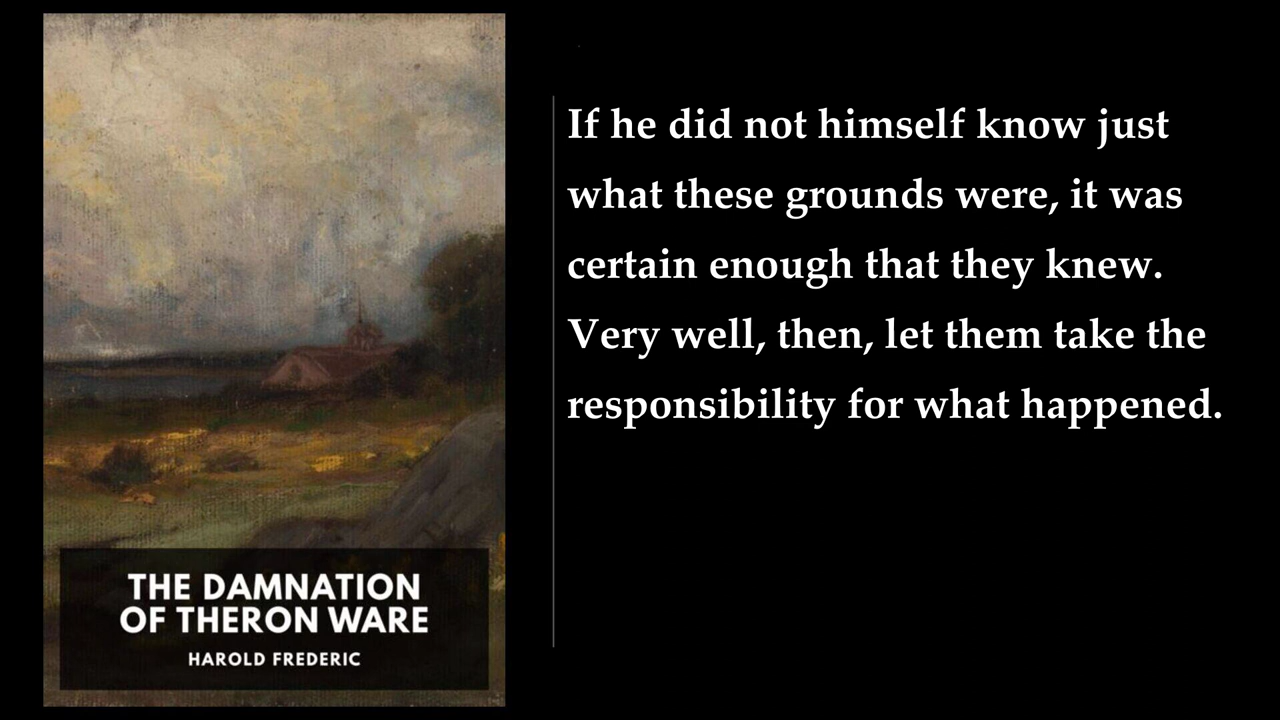 If he did not himself know just
what these grounds were, it was
certain enough that they knew.
Very well, then, let them take the
responsibility for what happened.
THE DAMNATION
OF THERON WARE
HAROLD FREDERIC